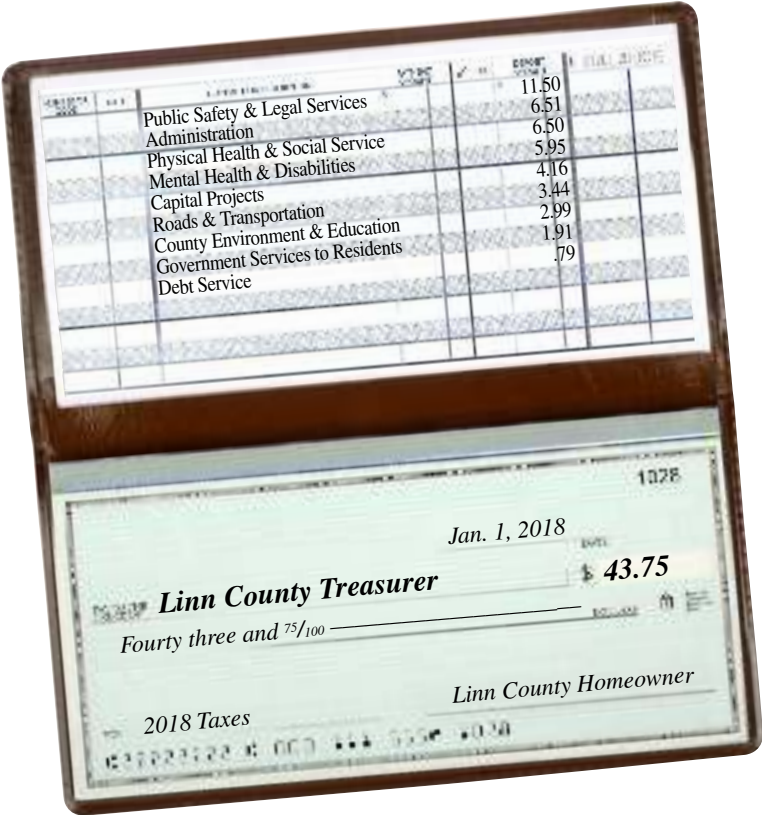 Public Safety & Legal Services 11.50
Administration 6.51
Physical Health & Social Service 6.50
Mental Health & Disabilities 5.95
Capital Projects 4.16
Roads & Transportation 3.44
County Environment & Education 2.99
Government Services to Residents 1.91
Debt Service .79
1028
Jan. 1, 2018
DATE
Linn County Treasurer $ 43.75
Fourty three and 75/100
DOLLARS
Linn County Homeowner
2018 Taxes